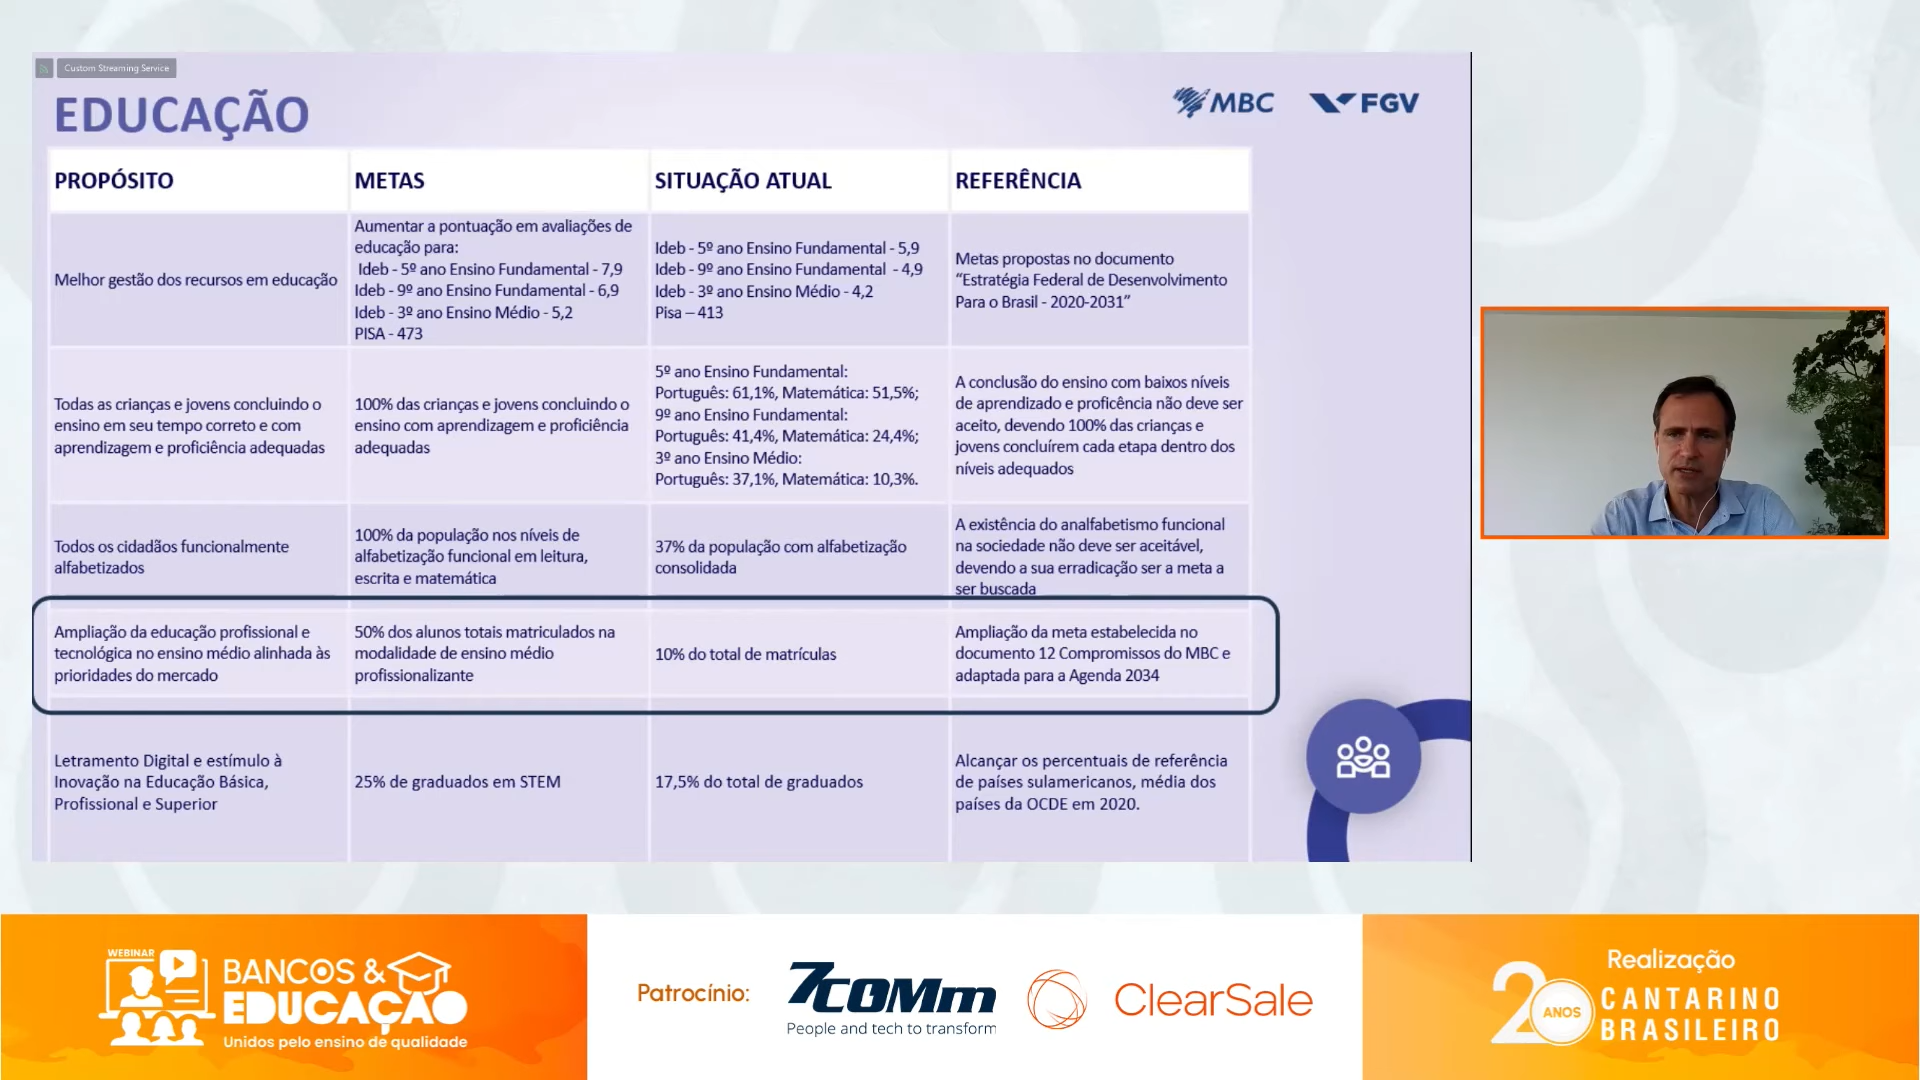 Custom Streaming Service
EDUCAÇÃO
MBC
FGV
PROPÓSITO
METAS
SITUAÇÃO ATUAL
REFERÊNCIA
Melhor gestão dos recursos em educação
Aumentar a pontuação em avaliações de
educação para:
Ideb - 5º ano Ensino Fundamental - 7,9
Ideb - 9º ano Ensino Fundamental - 6,9
Ideb - 3º ano Ensino Médio - 5,2
PISA - 473
Ideb - 5º ano Ensino Fundamental - 5,9
Ideb - 9º ano Ensino Fundamental - 4,9
Ideb - 3º ano Ensino Médio - 4,2
Pisa – 413
Metas propostas no documento
“Estratégia Federal de Desenvolvimento
Para o Brasil - 2020-2031”
Todas as crianças e jovens concluindo o
ensino em seu tempo correto e com
aprendizagem e proficiência adequadas
100% das crianças e jovens concluindo o
ensino com aprendizagem e proficiência
adequadas
5º ano Ensino Fundamental:
Português: 61,1%, Matemática: 51,5%;
9º ano Ensino Fundamental:
Português: 41,4%, Matemática: 24,4%;
3º ano Ensino Médio:
Português: 37,1%, Matemática: 10,3%.
A conclusão do ensino com baixos níveis
de aprendizado e proficência não deve ser
aceito, devendo 100% das crianças e
jovens concluírem cada etapa dentro dos
níveis adequados
Todos os cidadãos funcionalmente
alfabetizados
100% da população nos níveis de
alfabetização funcional em leitura,
escrita e matemática
37% da população com alfabetização
consolidada
A existência do analfabetismo funcional
na sociedade não deve ser aceitável,
devendo a sua erradicação ser a meta a
ser buscada
Ampliação da educação profissional e
tecnológica no ensino médio alinhada às
prioridades do mercado
50% dos alunos totais matriculados na
modalidade de ensino médio
profissionalizante
10% do total de matrículas
Ampliação da meta estabelecida no
documento 12 Compromissos do MBC e
adaptada para a Agenda 2034
Letramento Digital e estímulo à
Inovação na Educação Básica,
Profissional e Superior
25% de graduados em STEM
17,5% do total de graduados
Alcançar os percentuais de referência
de países sulamericanos, média dos
países da OCDE em 2020.
WEBINAR
BANCOS &
EDUCAÇÃO
Unidos pelo ensino de qualidade
Patrocínio:
7COMm
People and tech to transform
ClearSale
Realização
20 ANOS
CANTARINO
BRASILEIRO